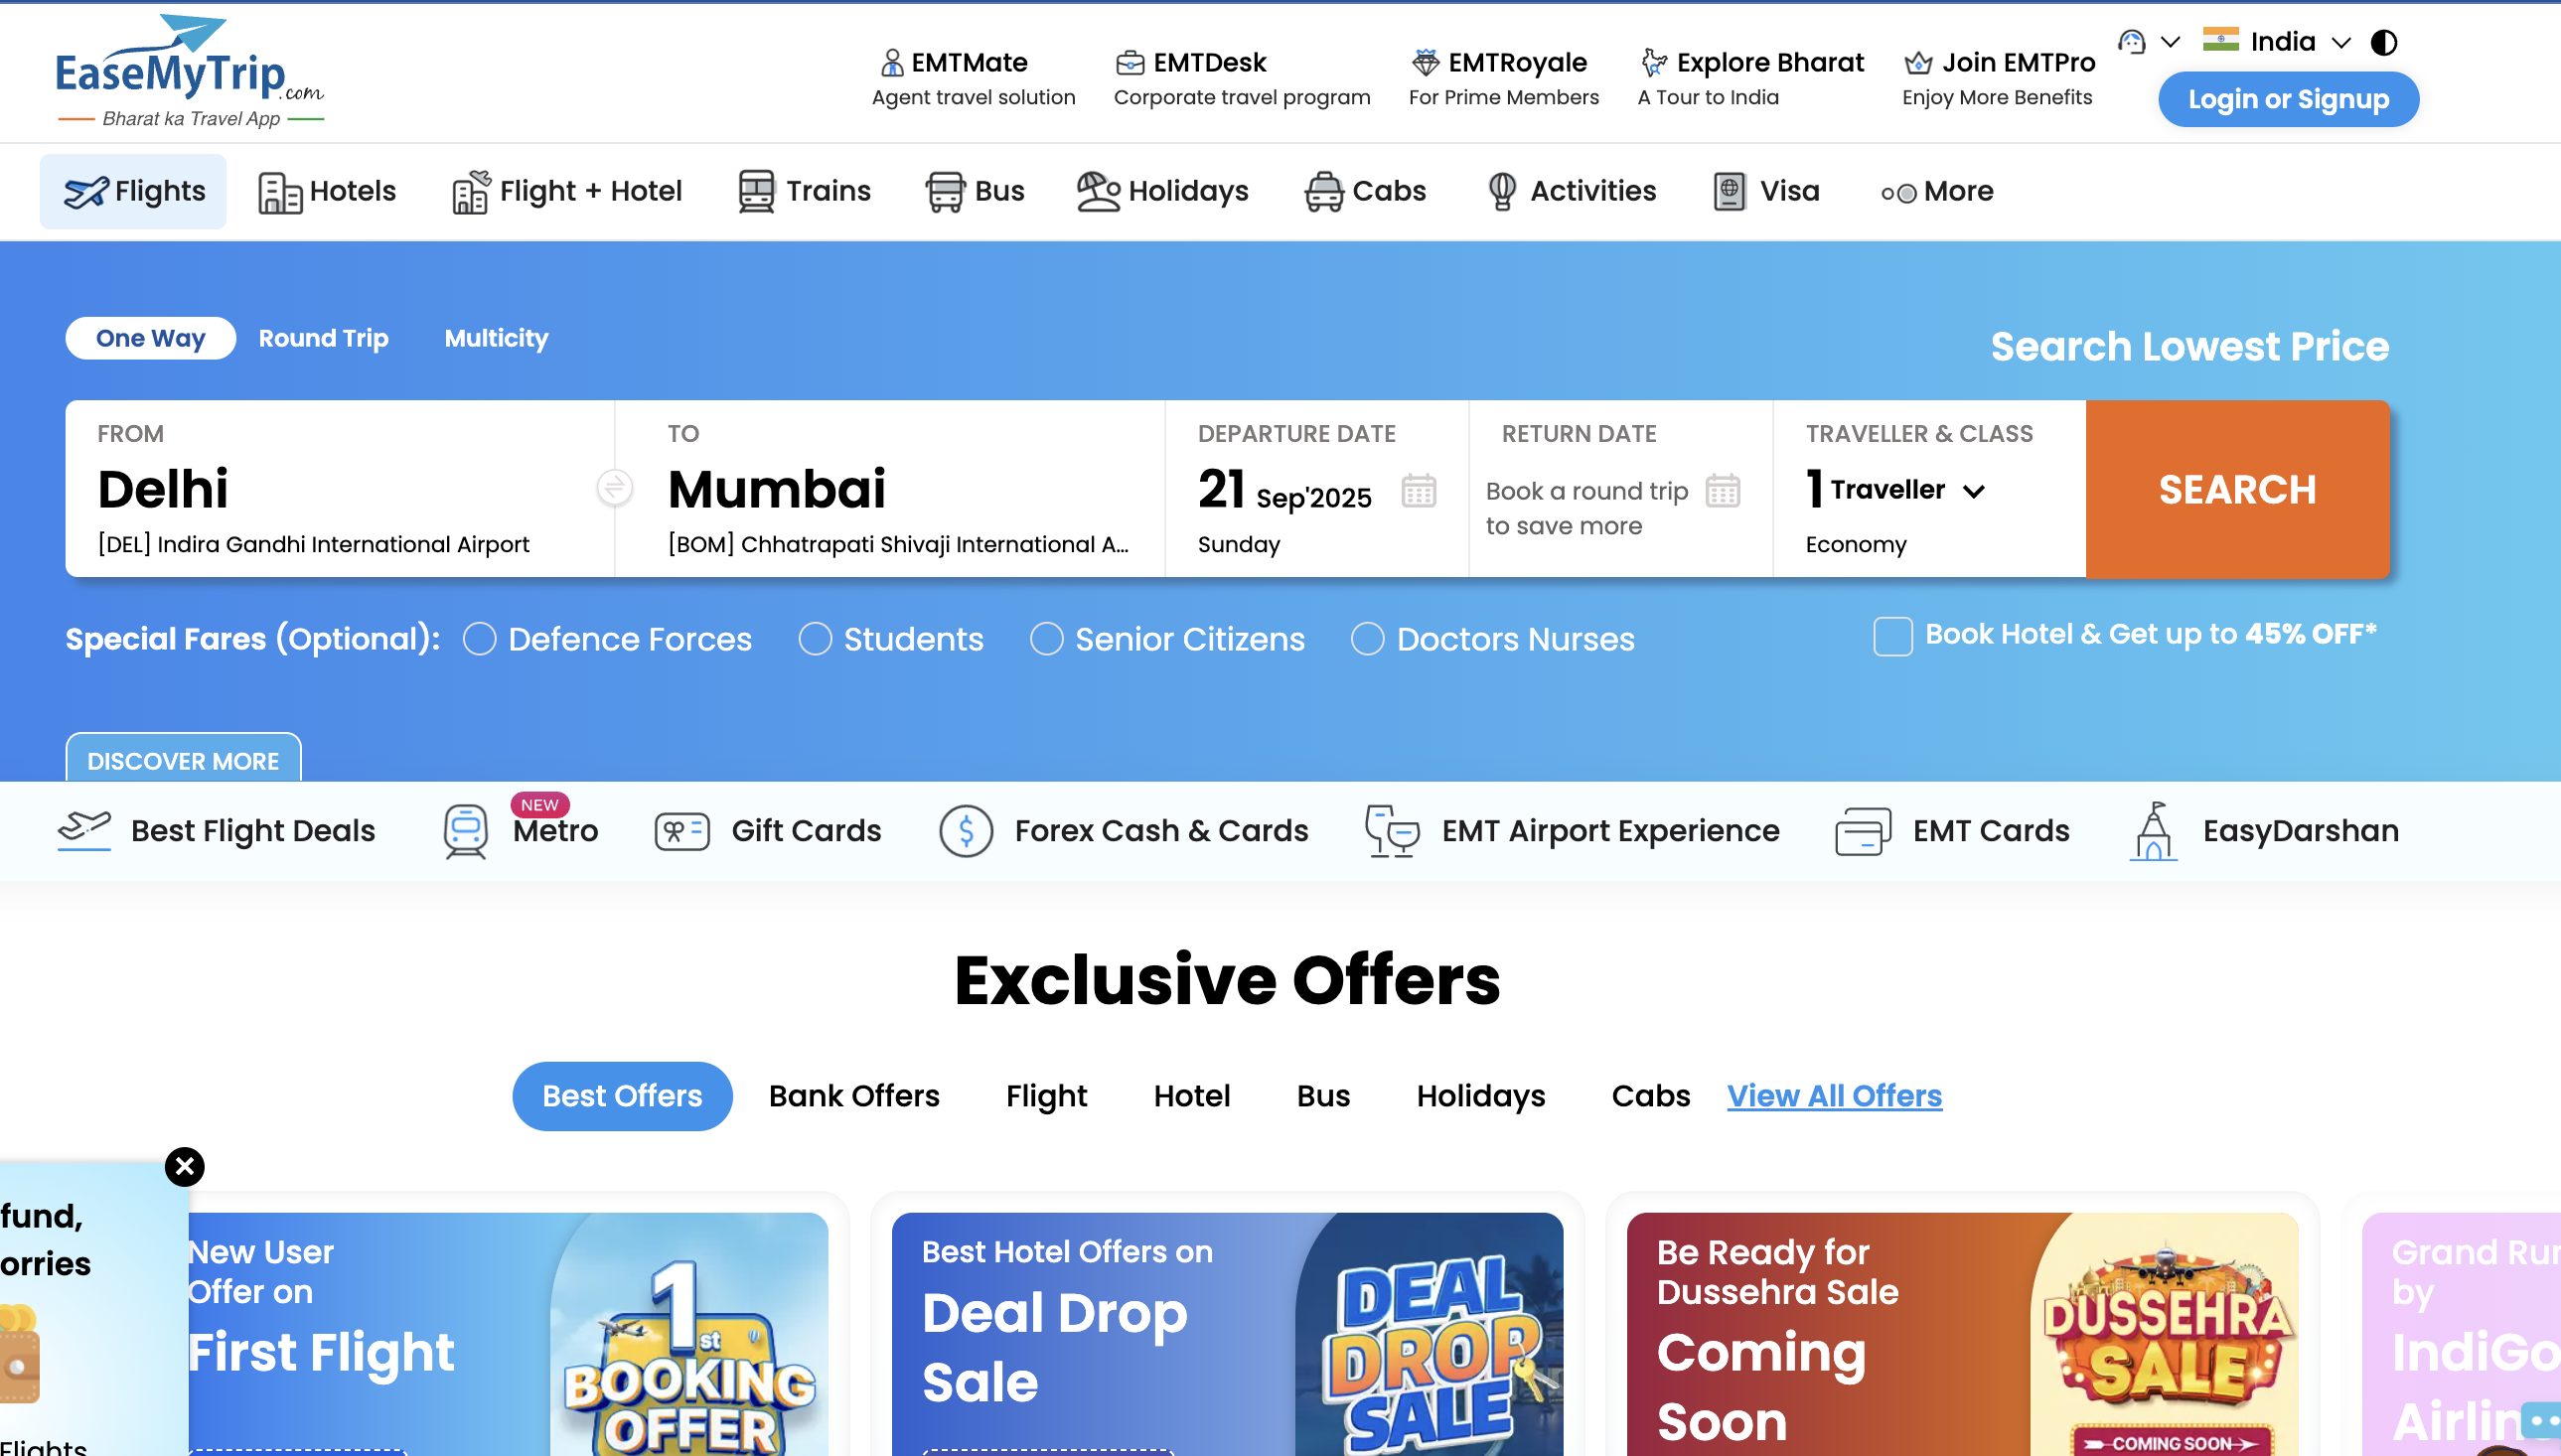 EaseMyTrip.com
Bharat ka Travel App
EMTMate
Agent travel solution
EMTDesk
Corporate travel program
EMTRoyale
For Prime Members
Explore Bharat
A Tour to India
Join EMTPro
Enjoy More Benefits
India
Login or Signup
Flights
Hotels
Flight + Hotel
Trains
Bus
Holidays
Cabs
Activities
Visa
More
One Way
Round Trip
Multicity
Search Lowest Price
FROM
Delhi
[DEL] Indira Gandhi International Airport
TO
Mumbai
[BOM] Chhatrapati Shivaji International A...
DEPARTURE DATE
21 Sep'2025
Sunday
RETURN DATE
Book a round trip
to save more
TRAVELLER & CLASS
1 Traveller
Economy
SEARCH
Special Fares (Optional):
Defence Forces
Students
Senior Citizens
Doctors Nurses
Book Hotel & Get up to 45% OFF*
DISCOVER MORE
Best Flight Deals
NEW
Metro
Gift Cards
Forex Cash & Cards
EMT Airport Experience
EMT Cards
EasyDarshan
Exclusive Offers
Best Offers
Bank Offers
Flight
Hotel
Bus
Holidays
Cabs
View All Offers
fund,
orries
Flights
New User
Offer on
First Flight
1st
BOOKING
OFFER
Best Hotel Offers on
Deal Drop
Sale
DEAL
DROP
SALE
Be Ready for
Dussehra Sale
Coming
Soon
DUSSEHRA
SALE
COMING SOON
Grand Run
by
IndiGo
Airlin